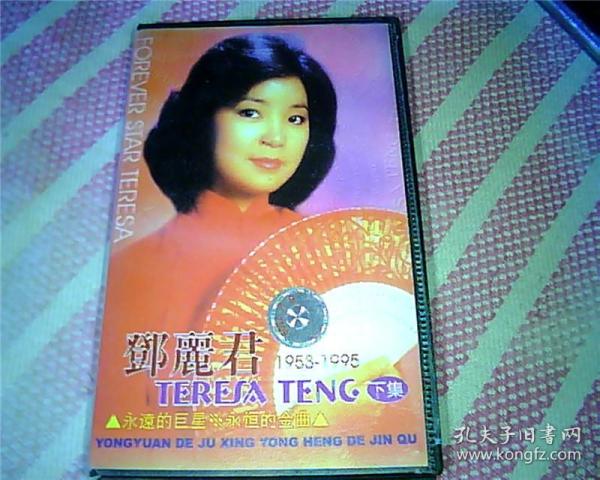 FOREVER STAR TERESA
鄧麗君 1953-1995
TERESA TENG 下集
▲永遠的巨星※永恒的金曲△
YONGYUAN DE JU XING YONG HENG DE JIN QU
孔夫子旧书网
www.kongfz.com